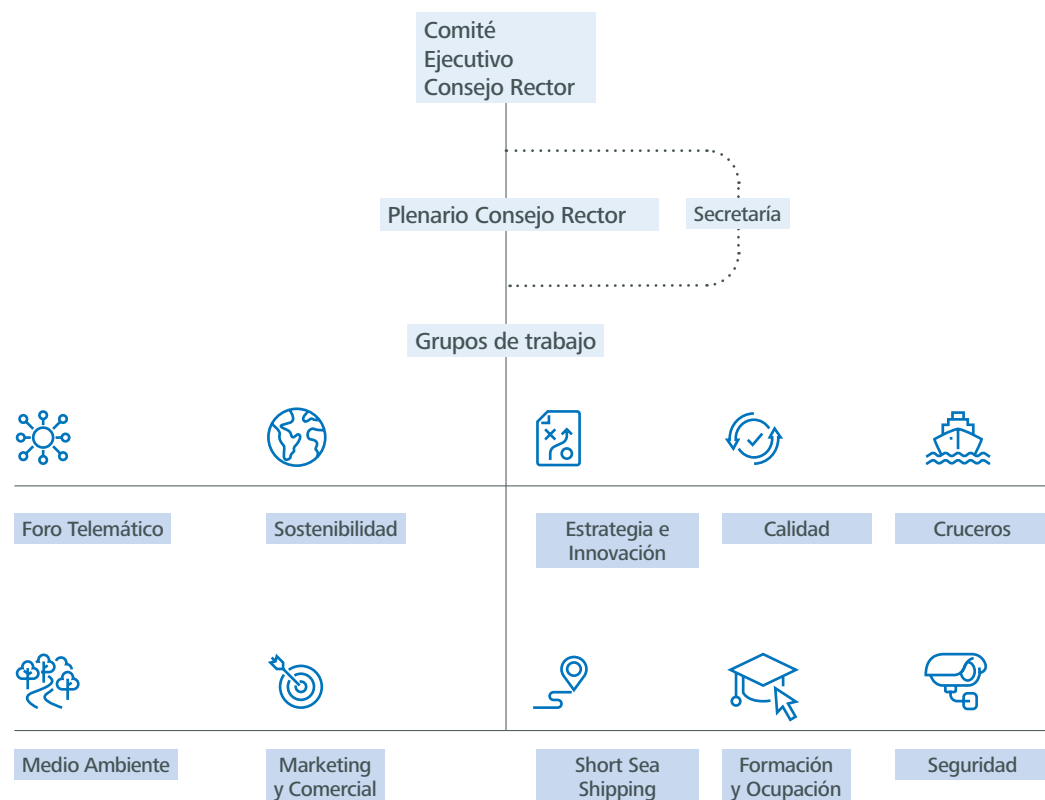 Comité
Ejecutivo
Consejo Rector
Plenario Consejo Rector
Secretaría
Grupos de trabajo
Foro Telemático
Sostenibilidad
Estrategia e
Innovación
Calidad
Cruceros
Medio Ambiente
Marketing
y Comercial
Short Sea
Shipping
Formación
y Ocupación
Seguridad